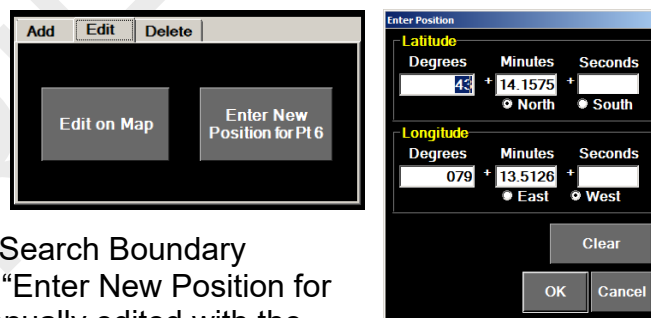 Add Edit Delete
Edit on Map
Enter New
Position for Pt 6
Enter Position
Latitude
Degrees Minutes Seconds
43 + 14.1575 +
North South
Longitude
Degrees Minutes Seconds
079 + 13.5126 +
East West
Clear
OK Cancel
Search Boundary
“Enter New Position for
nually edited with the